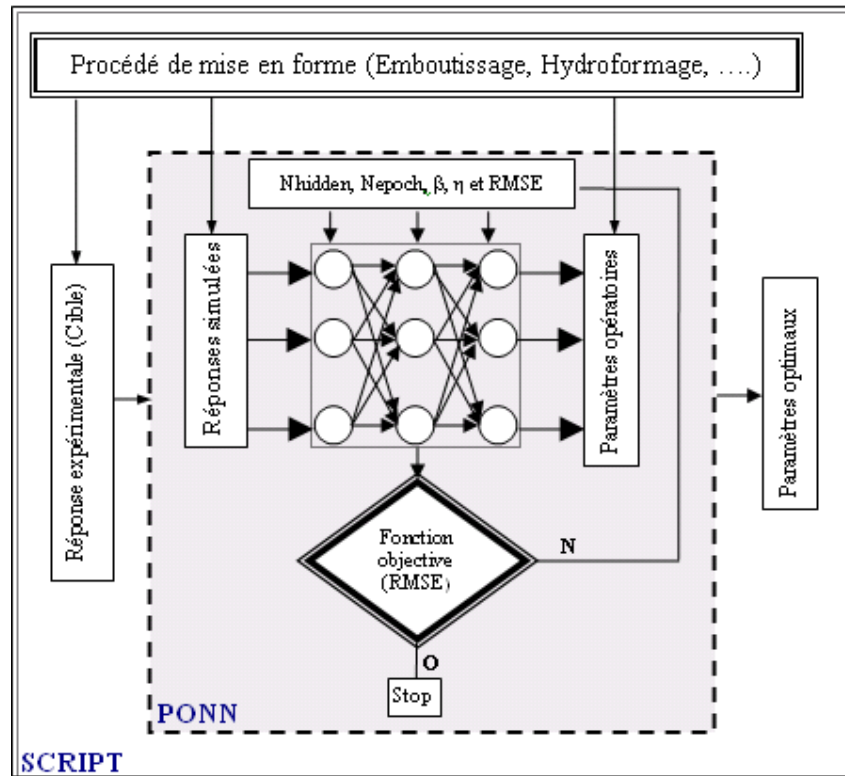 Procédé de mise en forme (Emboutissage, Hydroformage, ….)
Nhidden, Nepoch, β, η et RMSE
Réponse expérimentale (Cible)
Réponses simulées
Paramètres opératoires
Paramètres optimaux
Fonction
objective
(RMSE)
N
O
Stop
PONN
SCRIPT